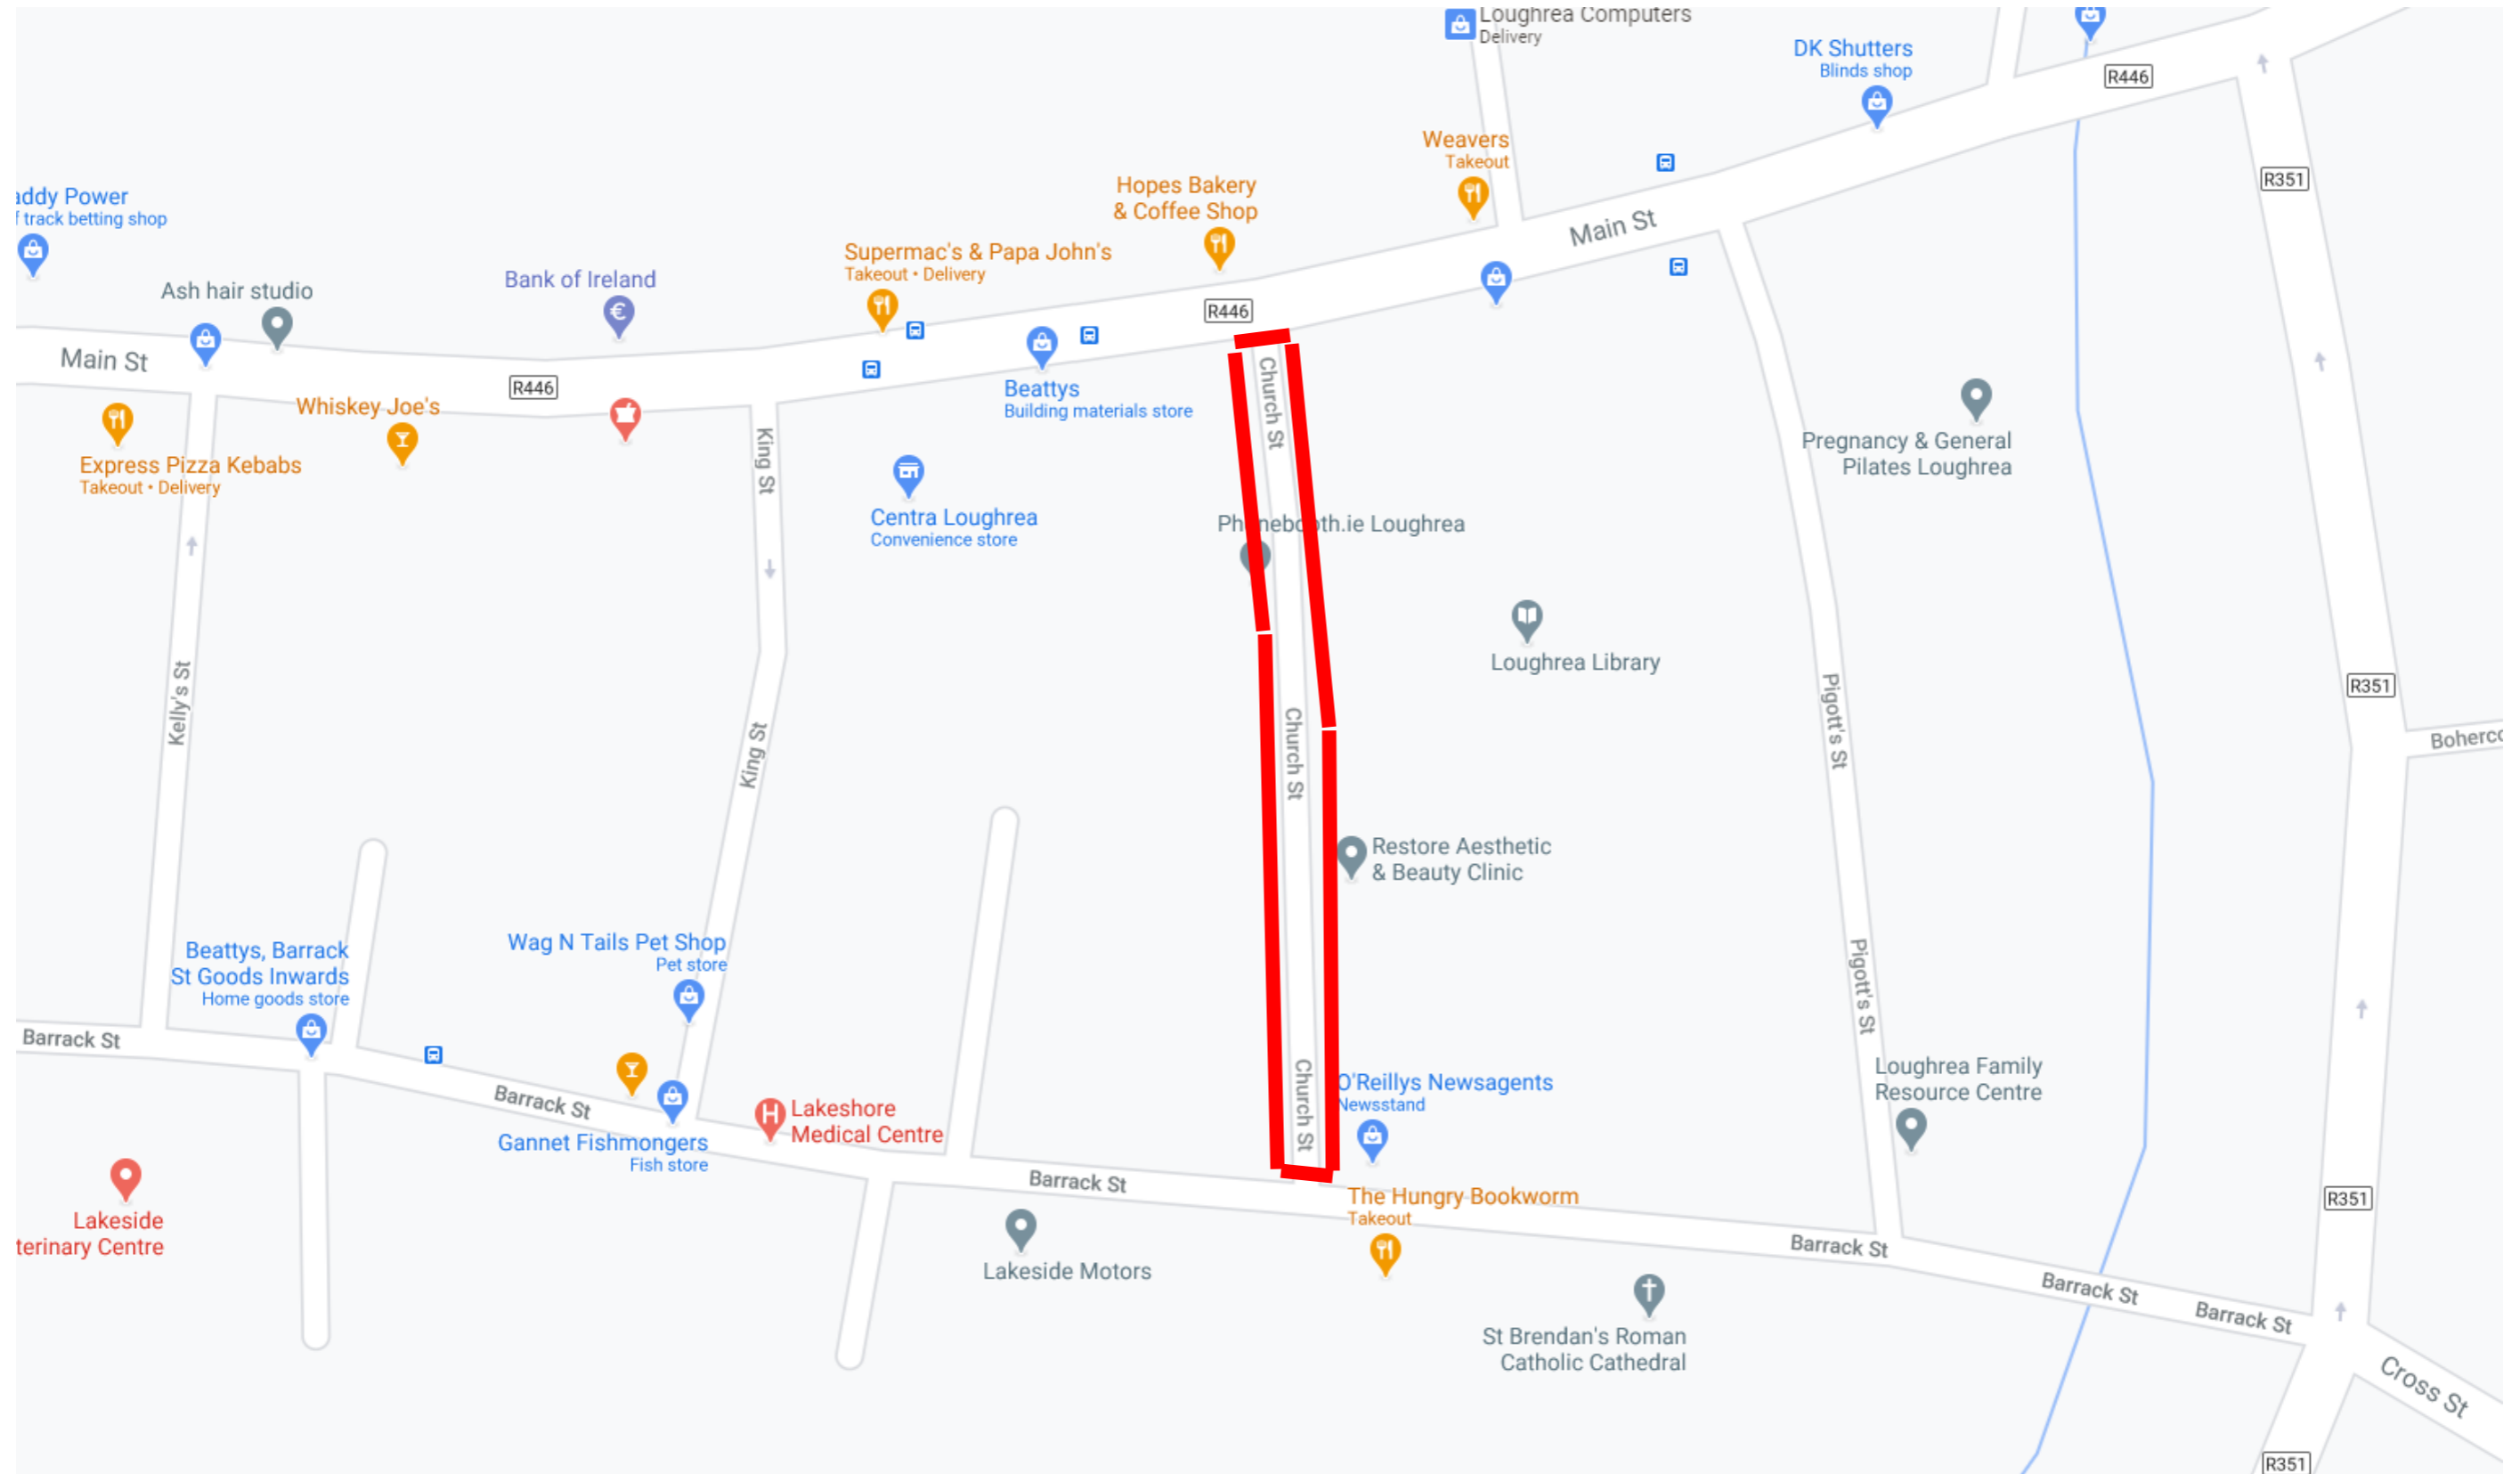 Loughrea Computers
Delivery
DK Shutters
Blinds shop
R446
Weavers
Takeout
R351
Hopes Bakery
& Coffee Shop
addy Power
f track betting shop
Main St
Supermac's & Papa John's
Takeout • Delivery
Bank of Ireland
Ash hair studio
R446
Main St
R446
Beattys
Building materials store
Whiskey Joe's
Church St
King St
Express Pizza Kebabs
Takeout • Delivery
Pregnancy & General
Pilates Loughrea
Centra Loughrea
Convenience store
Phonebooth.ie Loughrea
Loughrea Library
Kelly's St
R351
Pigott's St
Boherco
King St
Church St
Restore Aesthetic
& Beauty Clinic
Wag N Tails Pet Shop
Pet store
Beattys, Barrack
St Goods Inwards
Home goods store
Pigott's St
Barrack St
Loughrea Family
Resource Centre
O'Reillys Newsagents
Newsstand
Church St
Barrack St
Lakeshore
Medical Centre
Gannet Fishmongers
Fish store
Barrack St
The Hungry Bookworm
Takeout
R351
Lakeside
terinary Centre
Barrack St
Lakeside Motors
Barrack St
Barrack St
St Brendan's Roman
Catholic Cathedral
Cross St
R351